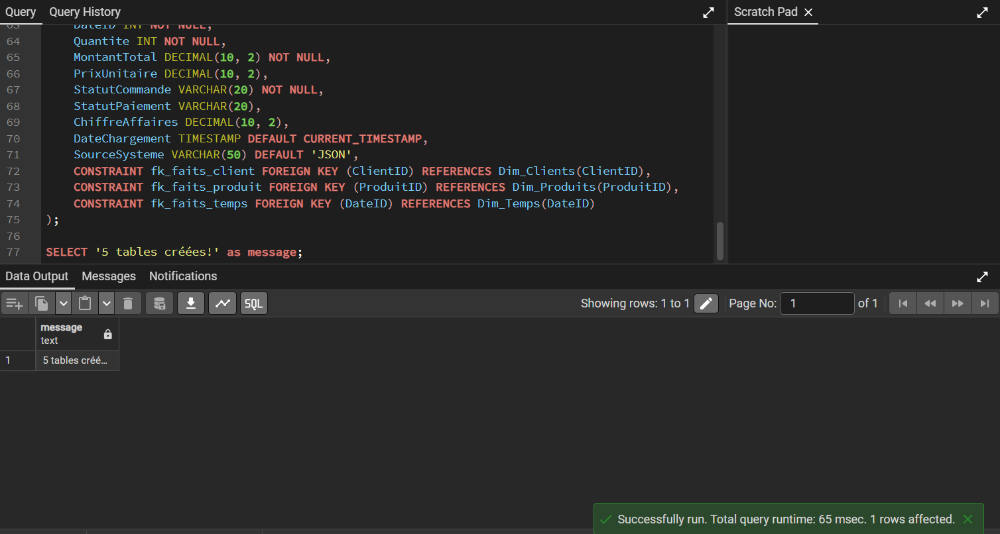 Query Query History
Scratch Pad
63 DateID INT NOT NULL,
64 Quantite INT NOT NULL,
65 MontantTotal DECIMAL(10, 2) NOT NULL,
66 PrixUnitaire DECIMAL(10, 2),
67 StatutCommande VARCHAR(20) NOT NULL,
68 StatutPaiement VARCHAR(20),
69 ChiffreAffaires DECIMAL(10, 2),
70 DateChargement TIMESTAMP DEFAULT CURRENT_TIMESTAMP,
71 SourceSysteme VARCHAR(50) DEFAULT 'JSON',
72 CONSTRAINT fk_faits_client FOREIGN KEY (ClientID) REFERENCES Dim_Clients(ClientID),
73 CONSTRAINT fk_faits_produit FOREIGN KEY (ProduitID) REFERENCES Dim_Produits(ProduitID),
74 CONSTRAINT fk_faits_temps FOREIGN KEY (DateID) REFERENCES Dim_Temps(DateID)
75 );
76
77 SELECT '5 tables créées!' as message;
Data Output Messages Notifications
SQL Showing rows: 1 to 1 Page No: 1 of 1
message
text
1 5 tables créé...
Successfully run. Total query runtime: 65 msec. 1 rows affected.